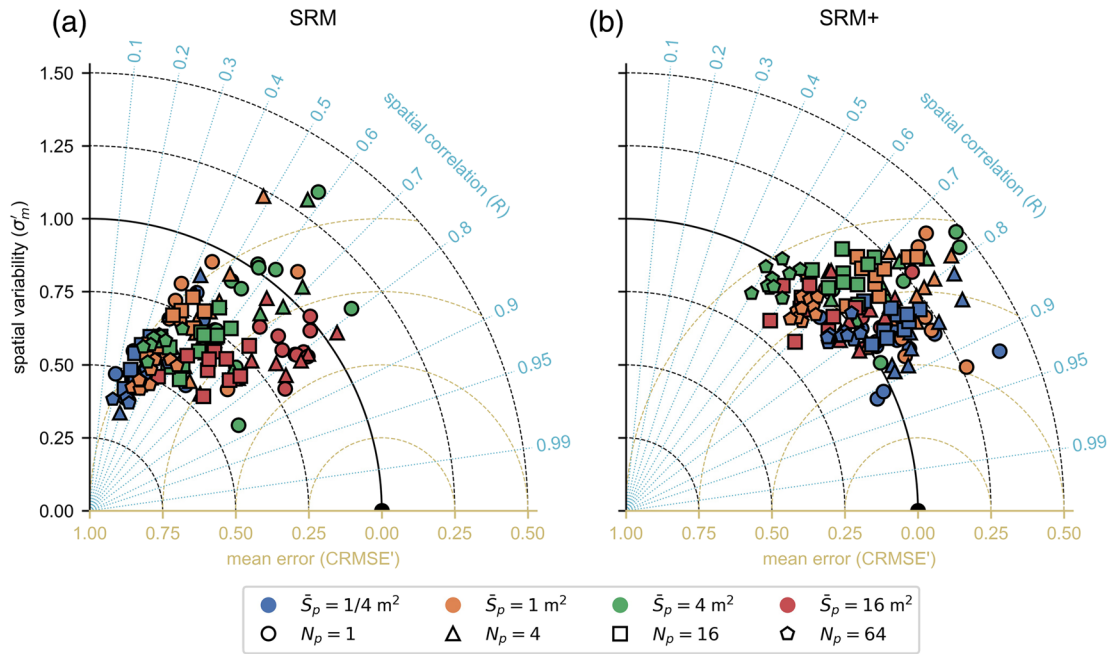 (a) SRM
0.1
0.2
0.3
0.4
0.5
0.6
0.7
0.8
0.9
0.95
0.99
spatial correlation (R)
1.50
1.25
1.00
0.75
0.50
0.25
0.00
spatial variability (σ′m)
1.00 0.75 0.50 0.25 0.00 0.25 0.50
mean error (CRMSE')
(b) SRM+
0.1
0.2
0.3
0.4
0.5
0.6
0.7
0.8
0.9
0.95
0.99
spatial correlation (R)
1.00 0.75 0.50 0.25 0.00 0.25 0.50
mean error (CRMSE')
S̄p = 1/4 m² S̄p = 1 m² S̄p = 4 m² S̄p = 16 m²
Np = 1 Np = 4 Np = 16 Np = 64